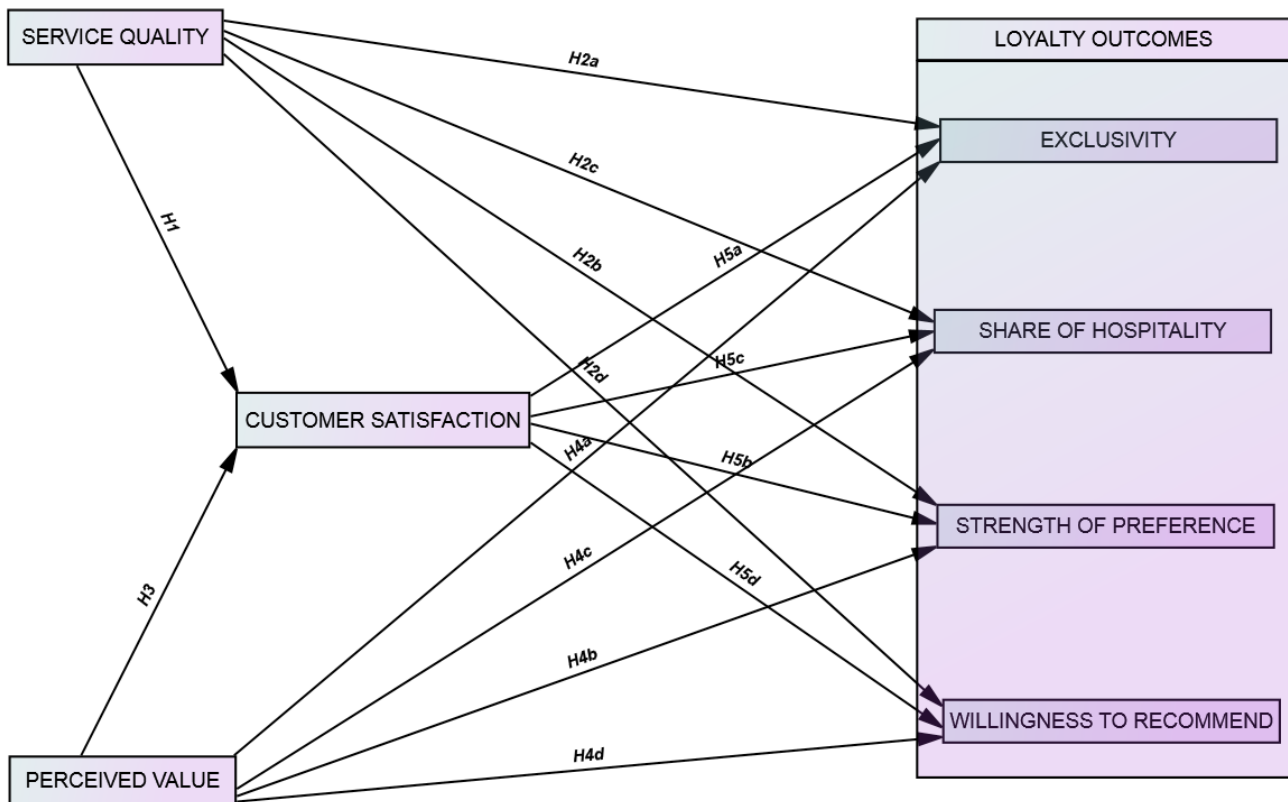 SERVICE QUALITY
LOYALTY OUTCOMES
H2a
EXCLUSIVITY
H2c
H1
H2b
H5a
SHARE OF HOSPITALITY
H2d
H5c
CUSTOMER SATISFACTION
H4a
H5b
STRENGTH OF PREFERENCE
H4c
H5d
H3
H4b
WILLINGNESS TO RECOMMEND
H4d
PERCEIVED VALUE